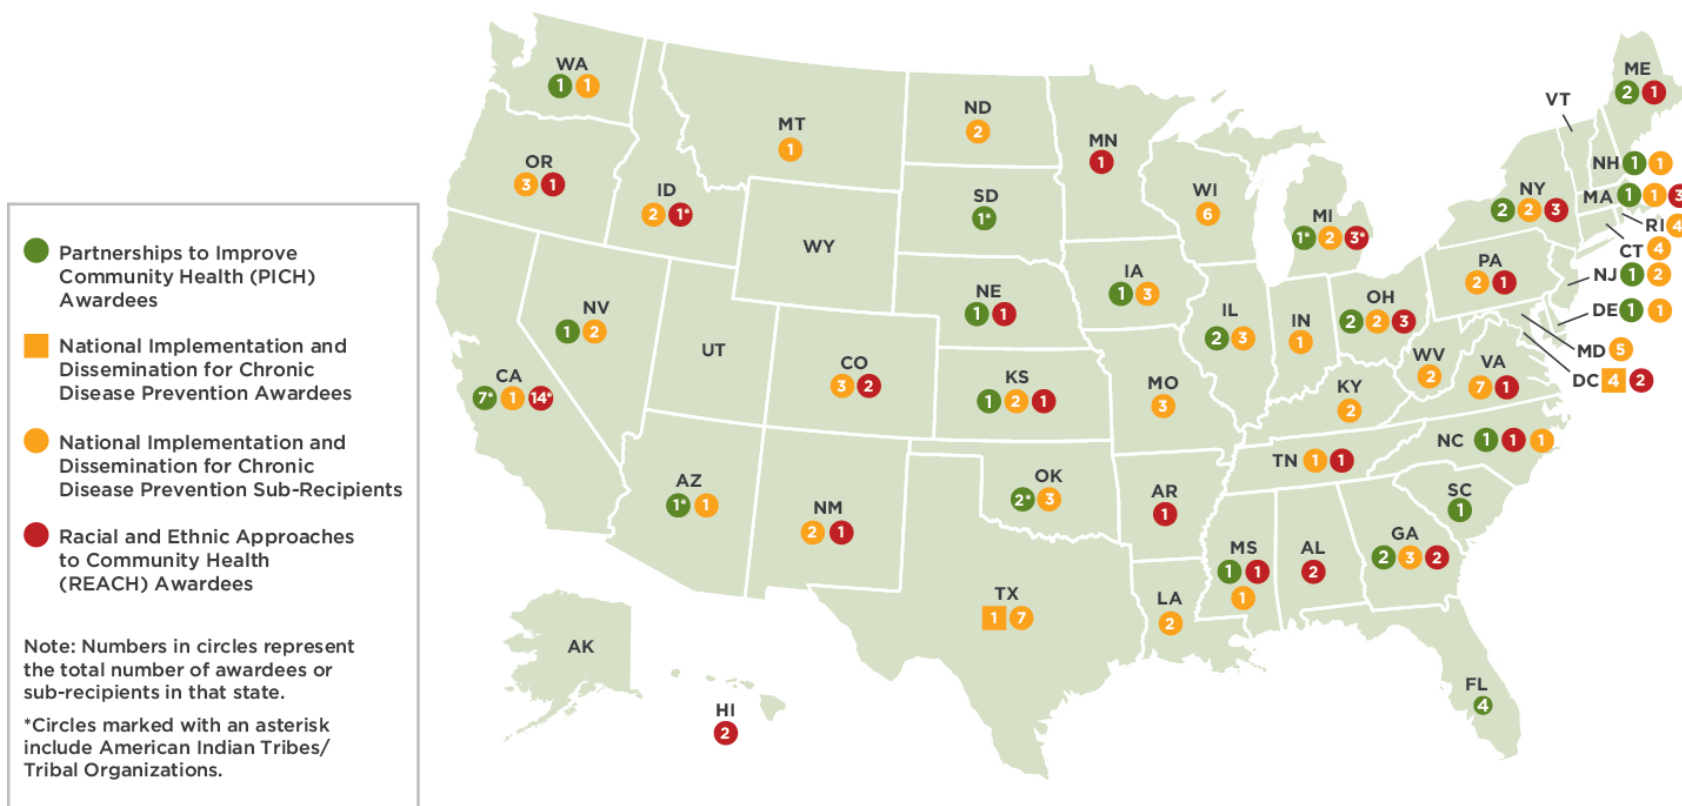 Partnerships to Improve
Community Health (PICH)
Awardees
National Implementation and
Dissemination for Chronic
Disease Prevention Awardees
National Implementation and
Dissemination for Chronic
Disease Prevention Sub-Recipients
Racial and Ethnic Approaches
to Community Health
(REACH) Awardees
Note: Numbers in circles represent
the total number of awardees or
sub-recipients in that state.
*Circles marked with an asterisk
include American Indian Tribes/
Tribal Organizations.
WA
1 1
OR
3 1
ID
2 1*
MT
1
ND
2
SD
1*
MN
1
WI
6
MI
1* 2 3*
WY
NV
1 2
UT
CA
7* 1 14*
CO
3 2
NE
1 1
KS
1 2 1
IA
1 3
MO
3
IL
2 3
IN
1
OH
2 2 3
KY
2
WV
2
VA
7 1
PA
2 1
NY
2 2 3
VT
ME
2 1
NH 1 1
MA 1 1 3
RI 4
CT 4
NJ 1 2
DE 1 1
MD 5
DC 4 2
NC 1 1 1
TN 1 1
SC
1
GA
2 3 2
AL
2
MS
1 1
1
AR
1
LA
2
OK
2* 3
TX
1 7
NM
2 1
AZ
1* 1
FL
4
AK
HI
2